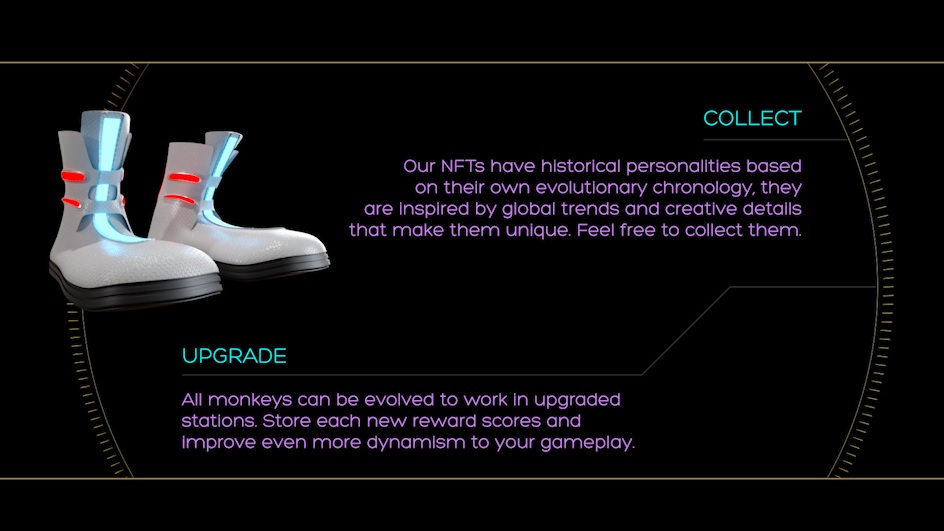 COLLECT
Our NFTs have historical personalities based
on their own evolutionary chronology, they
are inspired by global trends and creative details
that make them unique. Feel free to collect them.
UPGRADE
All monkeys can be evolved to work in upgraded
stations. Store each new reward scores and
improve even more dynamism to your gameplay.